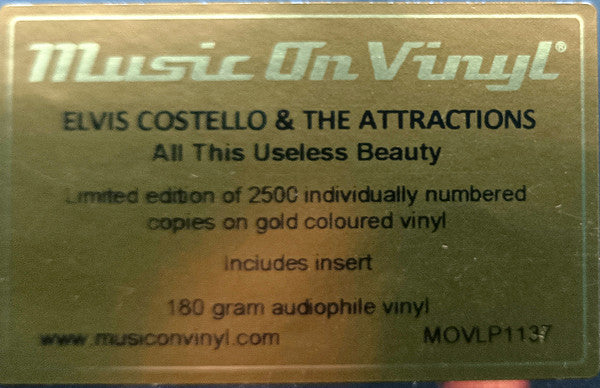 Music On Vinyl®
ELVIS COSTELLO & THE ATTRACTIONS
All This Useless Beauty
Limited edition of 2500 individually numbered
copies on gold coloured vinyl
Includes insert
180 gram audiophile vinyl
www.musiconvinyl.com MOVLP1137